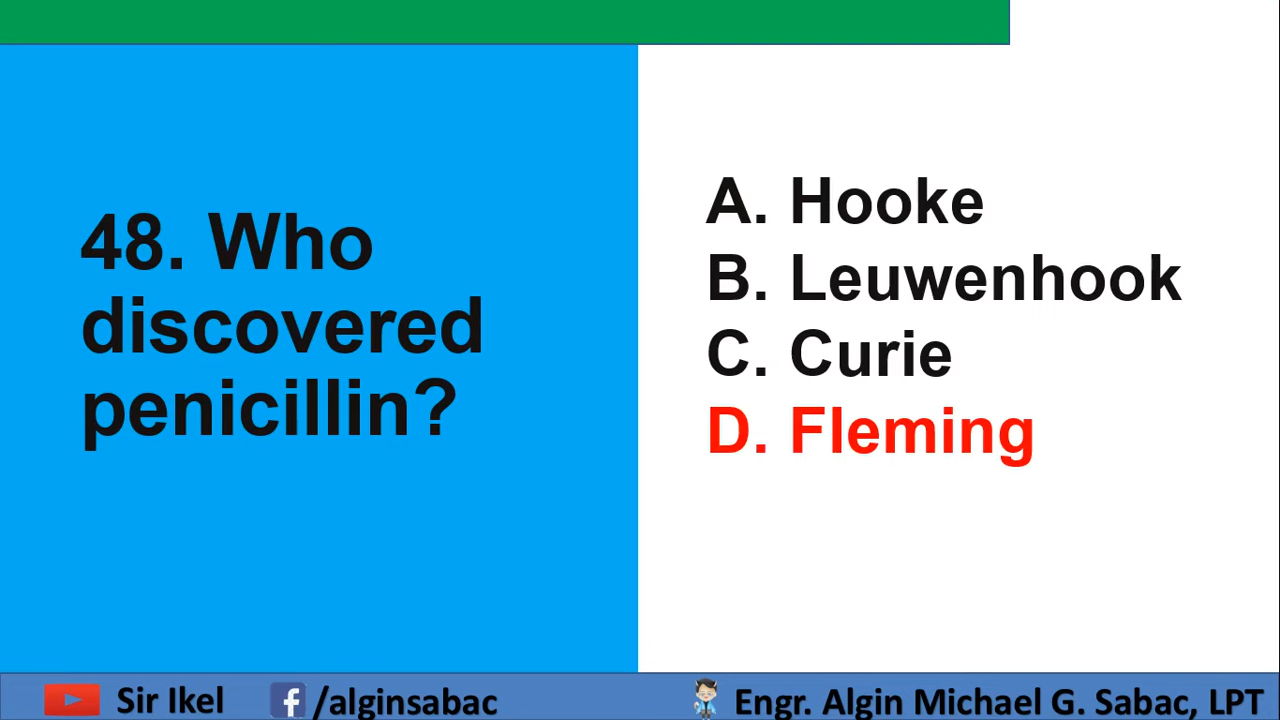 48. Who
discovered
penicillin?
A. Hooke
B. Leuwenhook
C. Curie
D. Fleming
Sir Ikel
/alginsabac
Engr. Algin Michael G. Sabac, LPT